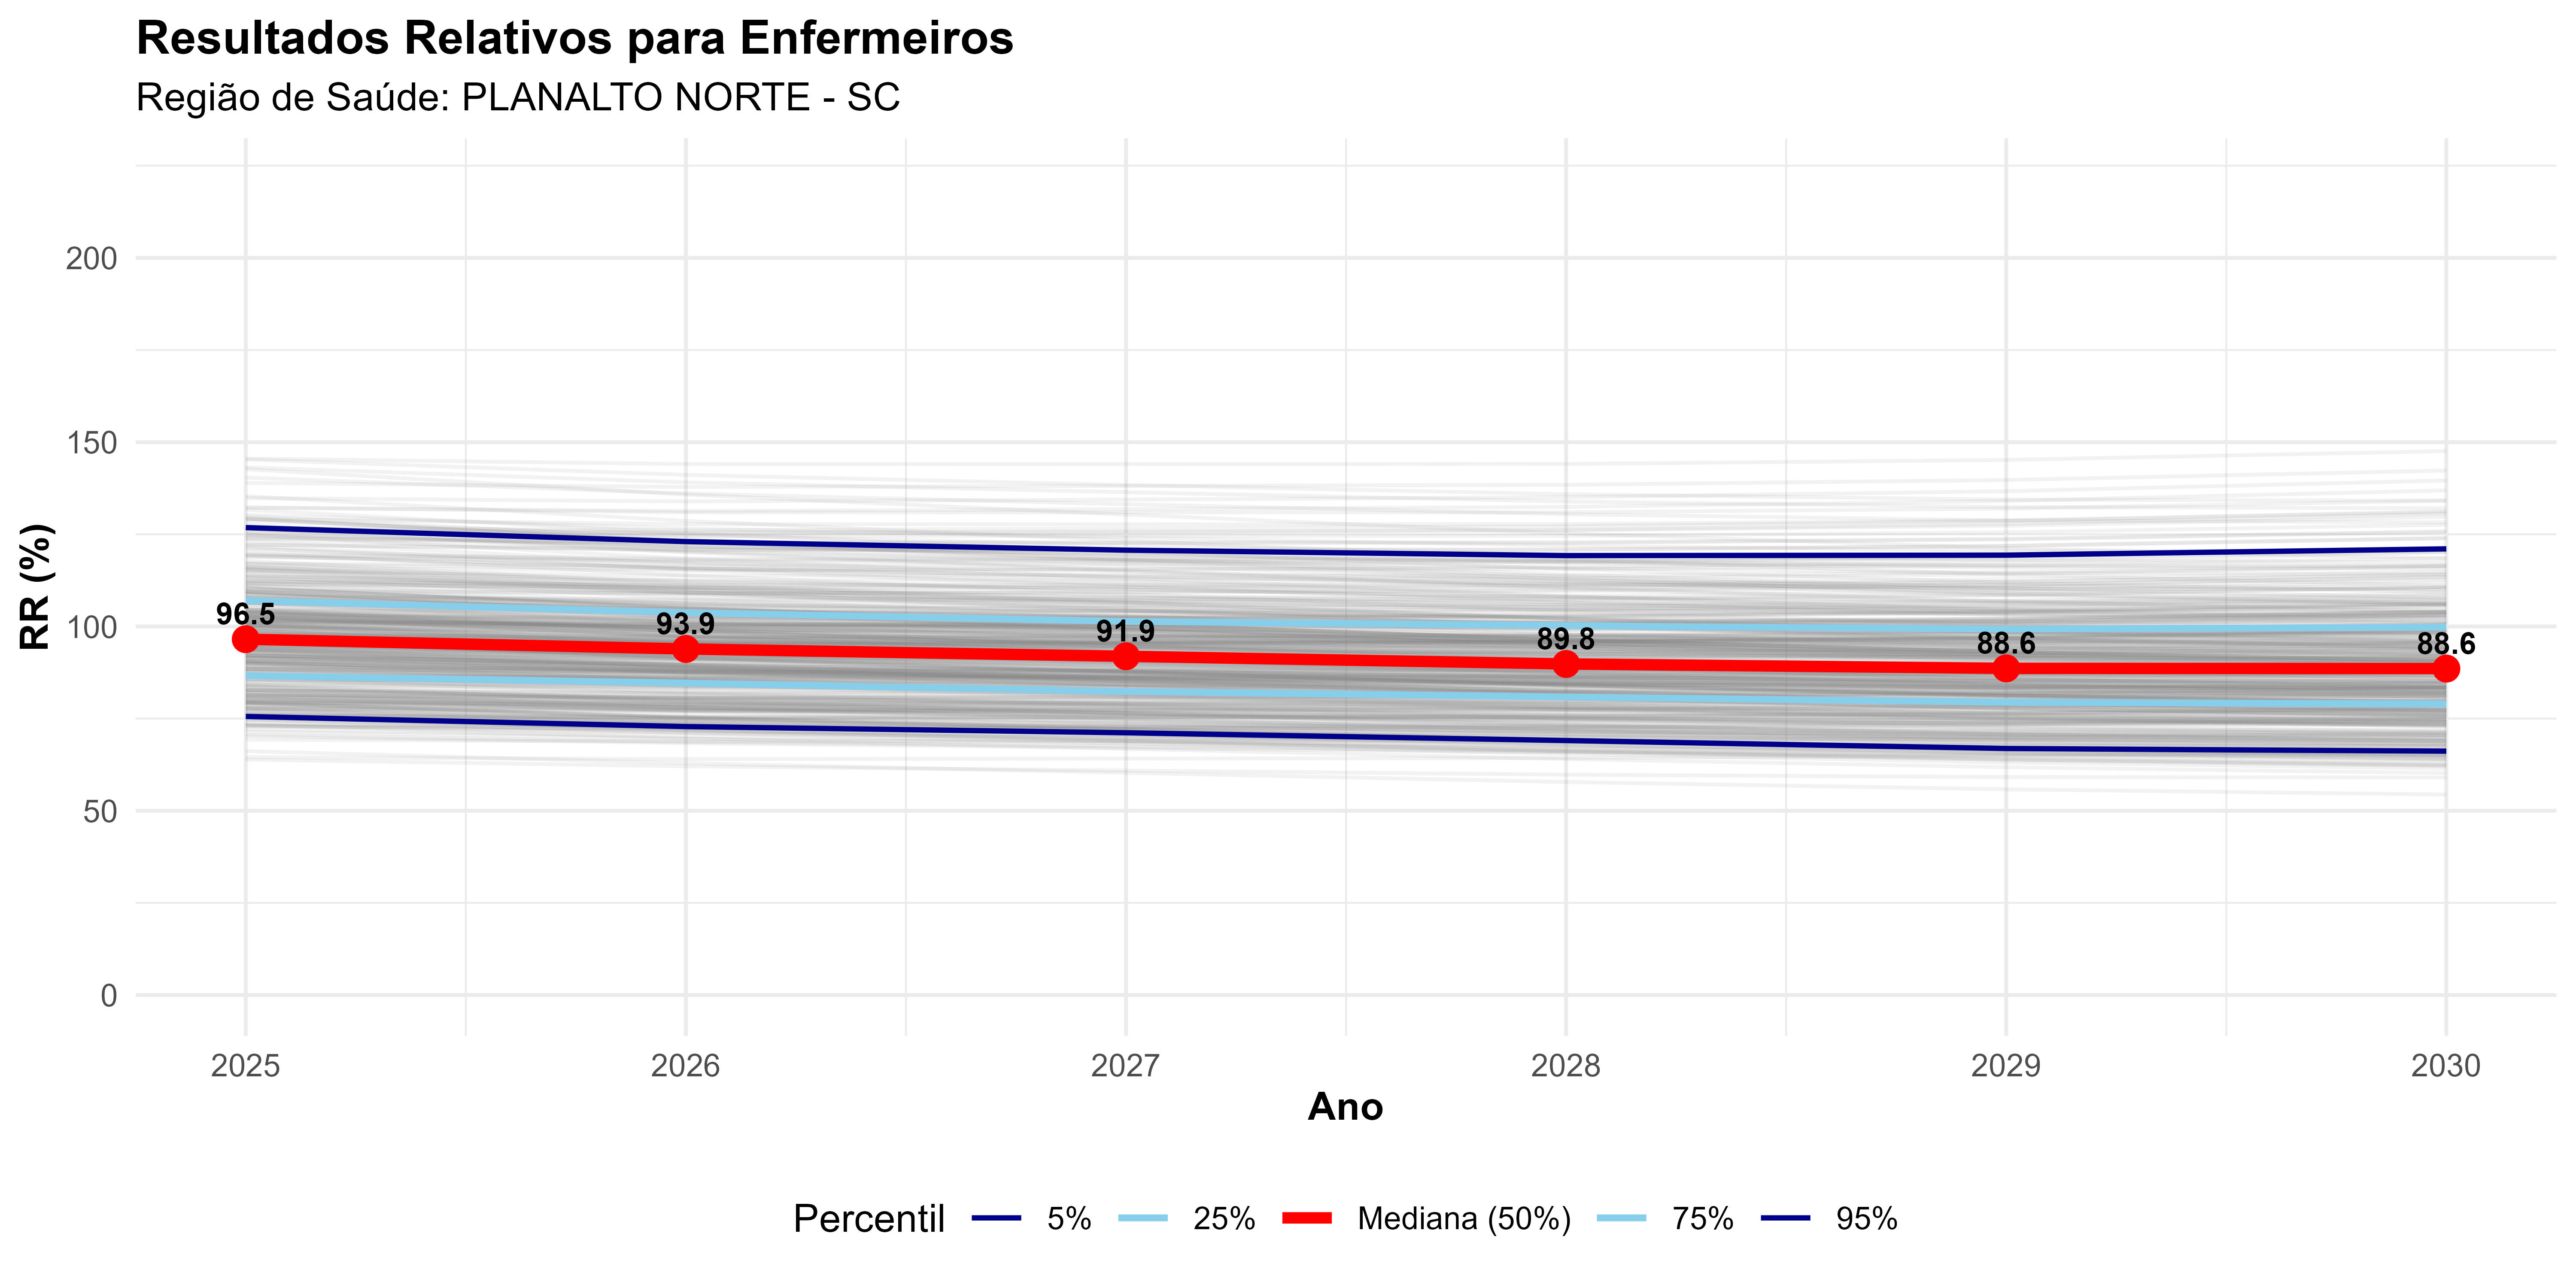 Resultados Relativos para Enfermeiros
Região de Saúde: PLANALTO NORTE - SC
RR (%)
200
150
100
50
0
96.5
93.9
91.9
89.8
88.6
88.6
2025 2026 2027 2028 2029 2030
Ano
Percentil 5% 25% Mediana (50%) 75% 95%